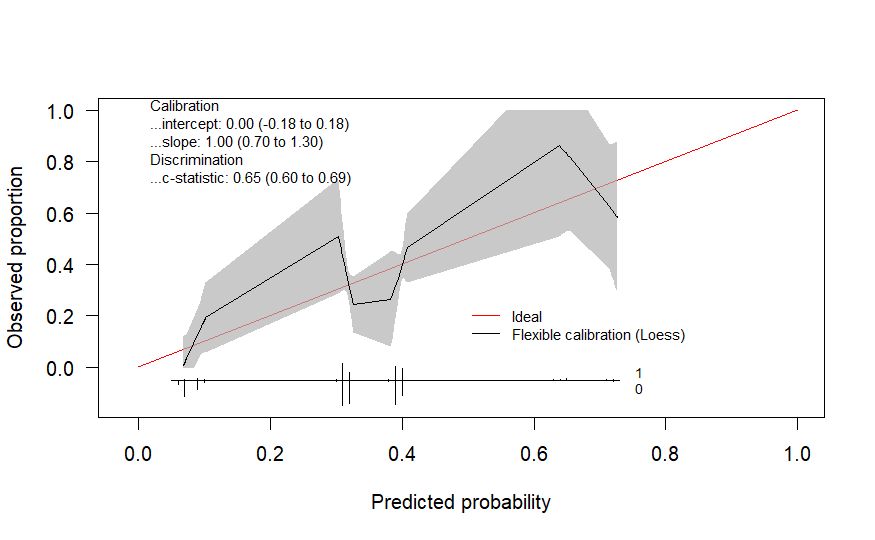 Calibration
...intercept: 0.00 (-0.18 to 0.18)
...slope: 1.00 (0.70 to 1.30)
Discrimination
...c-statistic: 0.65 (0.60 to 0.69)
1.0
0.8
0.6
0.4
0.2
0.0
Observed proportion
Ideal
Flexible calibration (Loess)
1
0
0.0 0.2 0.4 0.6 0.8 1.0
Predicted probability